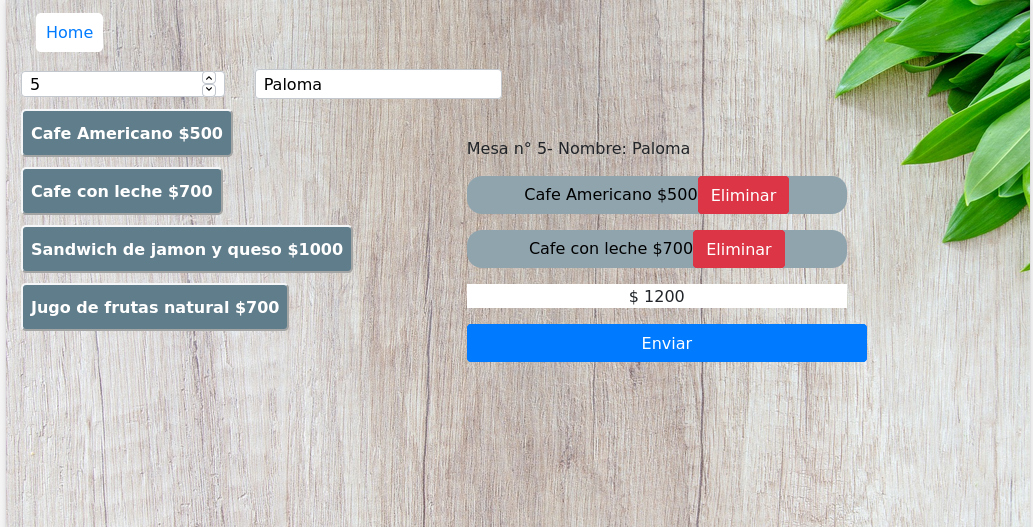 Home
5
Paloma
Cafe Americano $500
Cafe con leche $700
Sandwich de jamon y queso $1000
Jugo de frutas natural $700
Mesa n° 5- Nombre: Paloma
Cafe Americano $500 Eliminar
Cafe con leche $700 Eliminar
$ 1200
Enviar